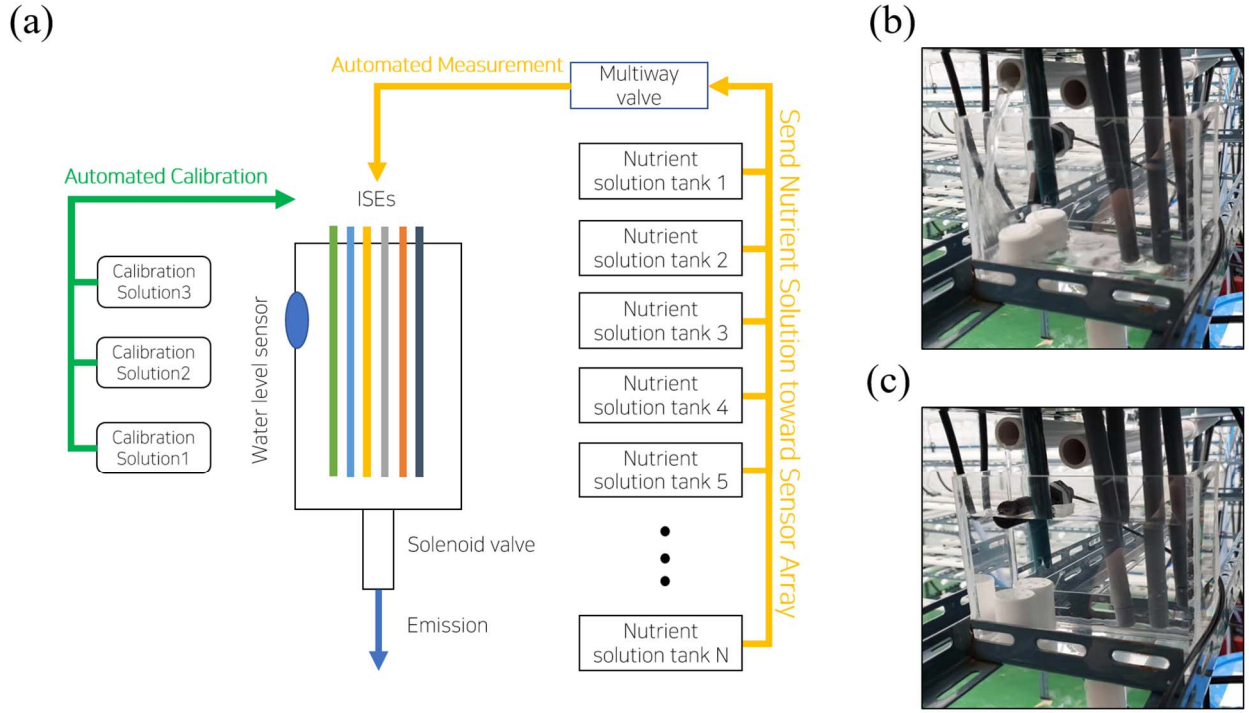 (a)
Automated Measurement
Multiway
valve
Send Nutrient Solution toward Sensor Array
Nutrient
solution tank 1
Nutrient
solution tank 2
Nutrient
solution tank 3
Nutrient
solution tank 4
Nutrient
solution tank 5
Nutrient
solution tank N
Automated Calibration
ISEs
Calibration
Solution3
Calibration
Solution2
Calibration
Solution1
Water level sensor
Solenoid valve
Emission
(b)
(c)